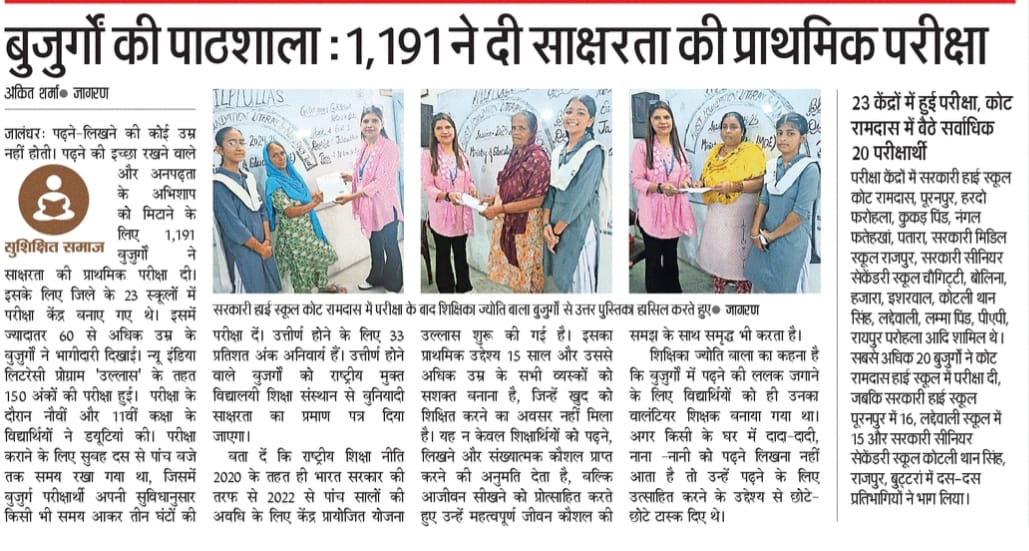 बुजुर्गों की पाठशाला : 1,191 ने दी साक्षरता की प्राथमिक परीक्षा
अंकित शर्मा● जागरण
जालंधर: पढ़ने-लिखने की कोई उम्र
नहीं होती। पढ़ने की इच्छा रखने वाले
और अनपढ़ता
के अभिशाप
को मिटाने के
लिए 1,191
बुजुर्गों ने
सुशिक्षित समाज
साक्षरता की प्राथमिक परीक्षा दी।
इसके लिए जिले के 23 स्कूलों में
परीक्षा केंद्र बनाए गए थे। इसमें
ज्यादातर 60 से अधिक उम्र के
बुजुर्गों ने भागीदारी दिखाई। न्यू इंडिया
लिटरेसी प्रोग्राम 'उल्लास' के तहत
150 अंकों की परीक्षा हुई। परीक्षा के
दौरान नौवीं और 11वीं कक्षा के
विद्यार्थियों ने डयूटियां की। परीक्षा
कराने के लिए सुबह दस से पांच बजे
तक समय रखा गया था, जिसमें
बुजुर्ग परीक्षार्थी अपनी सुविधानुसार
किसी भी समय आकर तीन घंटों की
सरकारी हाई स्कूल कोट रामदास में परीक्षा के बाद शिक्षिका ज्योति बाला बुजुर्गों से उत्तर पुस्तिका हासिल करते हुए● जागरण
परीक्षा दें। उत्तीर्ण होने के लिए 33
प्रतिशत अंक अनिवार्य हैं। उत्तीर्ण होने
वाले बुजर्गों को राष्ट्रीय मुक्त
विद्यालयी शिक्षा संस्थान से बुनियादी
साक्षरता का प्रमाण पत्र दिया
जाएगा।
बता दें कि राष्ट्रीय शिक्षा नीति
2020 के तहत ही भारत सरकार की
तरफ से 2022 से पांच सालों की
अवधि के लिए केंद्र प्रायोजित योजना
उल्लास शुरू की गई है। इसका
प्राथमिक उद्देश्य 15 साल और उससे
अधिक उम्र के सभी व्यस्कों को
सशक्त बनाना है, जिन्हें खुद को
शिक्षित करने का अवसर नहीं मिला
है। यह न केवल शिक्षार्थियों को पढ़ने,
लिखने और संख्यात्मक कौशल प्राप्त
करने की अनुमति देता है, बल्कि
आजीवन सीखने को प्रोत्साहित करते
हुए उन्हें महत्वपूर्ण जीवन कौशल की
समझ के साथ समृद्ध भी करता है।
शिक्षिका ज्योति बाला का कहना है
कि बुजुर्गों में पढ़ने की ललक जगाने
के लिए विद्यार्थियों को ही उनका
वालंटियर शिक्षक बनाया गया था।
अगर किसी के घर में दादा-दादी,
नाना -नानी को पढ़ने लिखना नहीं
आता है तो उन्हें पढ़ने के लिए
उत्साहित करने के उद्देश्य से छोटे-
छोटे टास्क दिए थे।
23 केंद्रों में हुई परीक्षा, कोट
रामदास में बैठे सर्वाधिक
20 परीक्षार्थी
परीक्षा केंद्रों में सरकारी हाई स्कूल
कोट रामदास, पूरनपुर, हरदो
फरोहला, कुकड़ पिंड, नंगल
फतेहखां, पतारा, सरकारी मिडिल
स्कूल राजपुर, सरकारी सीनियर
सेकेंडरी स्कूल चौगिट्टी, बोलिना,
हजारा, इशरवाल, कोटली थान
सिंह, लद्देवाली, लम्मा पिंड, पीएपी,
रायपुर परोहला आदि शामिल थे।
सबसे अधिक 20 बुजुर्गों ने कोट
रामदास हाई स्कूल में परीक्षा दी,
जबकि सरकारी हाई स्कूल
पूरनपुर में 16, लद्देवाली स्कूल में
15 और सरकारी सीनियर
सेकेंडरी स्कूल कोटली थान सिंह,
राजपुर, बुट्टरां में दस-दस
प्रतिभागियों ने भाग लिया।